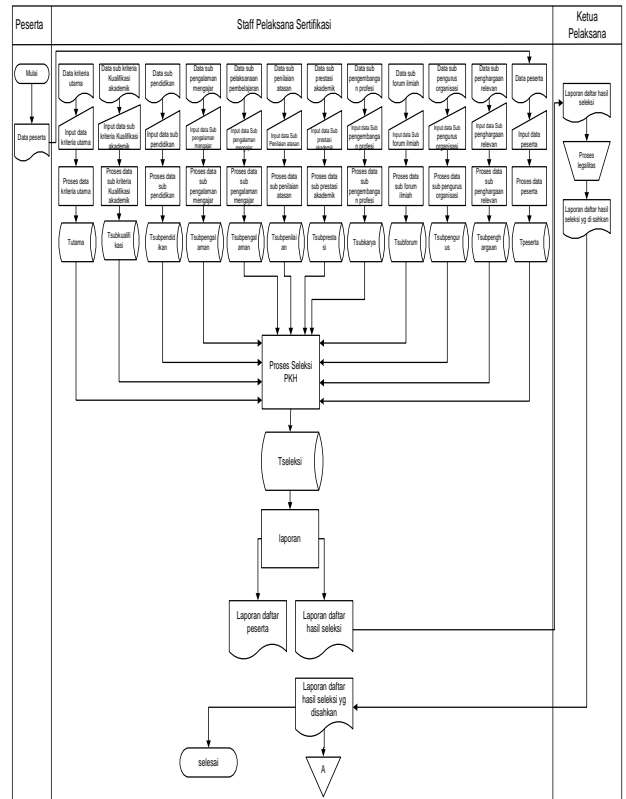 Peserta
Staff Pelaksana Sertifikasi
Ketua
Pelaksana
Mulai
Data peserta
Data kriteria
utama
Data sub kriteria
Kualifikasi
akademik
Data sub
pendidikan
Data sub
pengalaman
mengajar
Data sub
pelaksanaan
pembelajaran
Data sub
penilaian
atasan
Data sub
prestasi
akademik
Data sub
pengembanga
n profesi
Data sub
forum ilmiah
Data sub
pengurus
organisasi
Data sub
penghargaan
relevan
Data peserta
Input data
kriteria utama
Input data sub
kriteria Kualifikasi
akademik
Input data sub
pendidikan
Input data Sub
pengalaman
mengajar
Input data Sub
pengalaman
Input data Sub
Penilaian atasan
Input data Sub
prestasi
akademik
Input data Sub
pengembanga
n profesi
Input data Sub
forum ilmiah
Input data Sub
pengurus
organisasi
Input data Sub
penghargaan
relevan
Input data
peserta
Proses data
kriteria utama
Proses data sub
kriteria Kualifikasi
akademik
Proses data
sub
pendidikan
Proses data
sub
pengalaman
mengajar
Proses data
sub
pengalaman
mengajar
Proses data
sub penilaian
atasan
Proses data
sub prestasi
akademik
Proses data
sub
pengembanga
n profesi
Proses data
sub forum
ilmiah
Proses data
sub pengurus
organisasi
Proses data
sub
penghargaan
relevan
Proses data
peserta
Tutama
Tsubkualifi
kasi
Tsubpendid
ikan
Tsubpengal
aman
Tsubpengal
aman
Tsubpenilai
an
Tsubpresta
si
Tsubkarya
Tsubforum
Tsubpengur
us
Tsubpengh
argaan
Tpeserta
Laporan daftar hasil
seleksi
Proses
legalitas
Laporan daftar hasil
seleksi yg di sahkan
Proses Seleksi
PKH
Tseleksi
laporan
Laporan daftar
peserta
Laporan daftar
hasil seleksi
Laporan daftar
hasil seleksi yg
disahkan
selesai
A